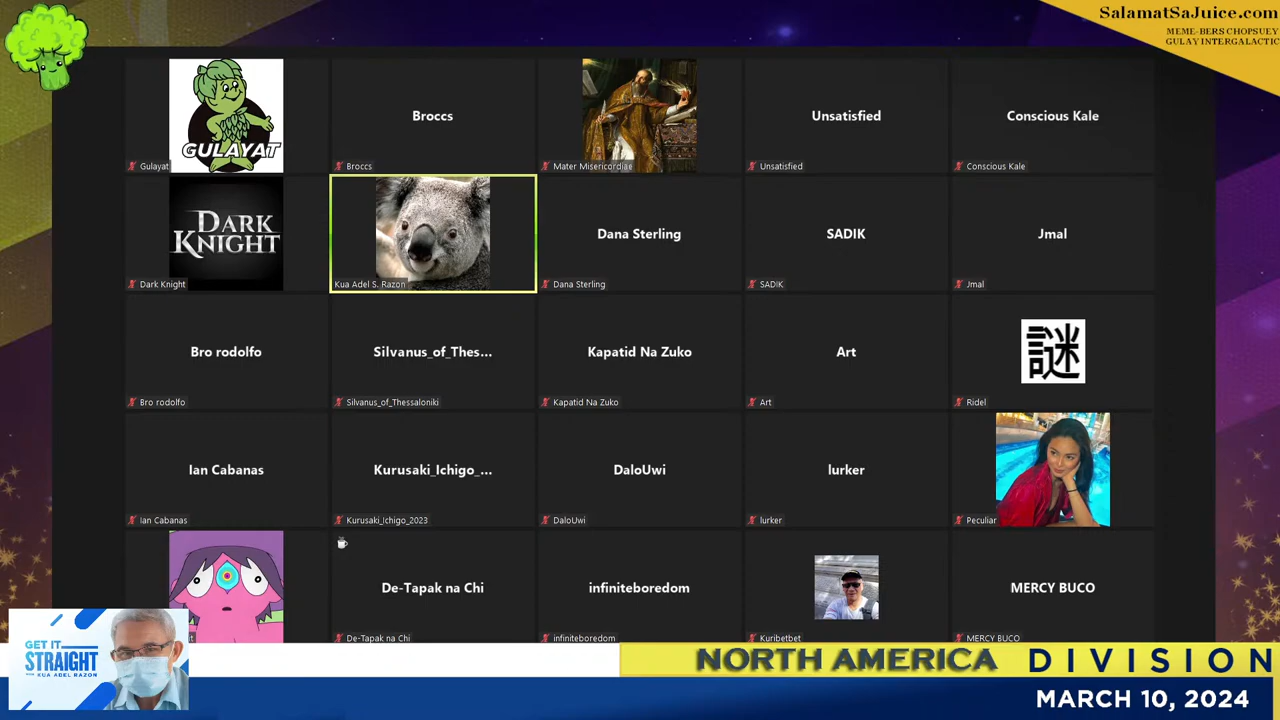 SalamatSaJuice.com
MEME-BERS CHOPSUEY
GULAY INTERGALACTIC
GULAYAT
Broccs
Unsatisfied
Conscious Kale
Gulayat
Broccs
Mater Misericordiae
Unsatisfied
Conscious Kale
DARK
KNIGHT
Dana Sterling
SADIK
Jmal
Dark Knight
Kua Adel S. Razon
Dana Sterling
SADIK
Jmal
Bro rodolfo
Silvanus_of_Thes...
Kapatid Na Zuko
Art
謎
Bro rodolfo
Silvanus_of_Thessaloniki
Kapatid Na Zuko
Art
Ridel
Ian Cabanas
Kurusaki_Ichigo_...
DaloUwi
lurker
Ian Cabanas
Kurusaki_Ichigo_2023
DaloUwi
lurker
Peculiar
De-Tapak na Chi
infiniteboredom
MERCY BUCO
De-Tapak na Chi
infiniteboredom
Kuribetbet
MERCY BUCO
GET IT
STRAIGHT
KUA ADEL RAZON
NORTH AMERICA DIVISION
MARCH 10, 2024